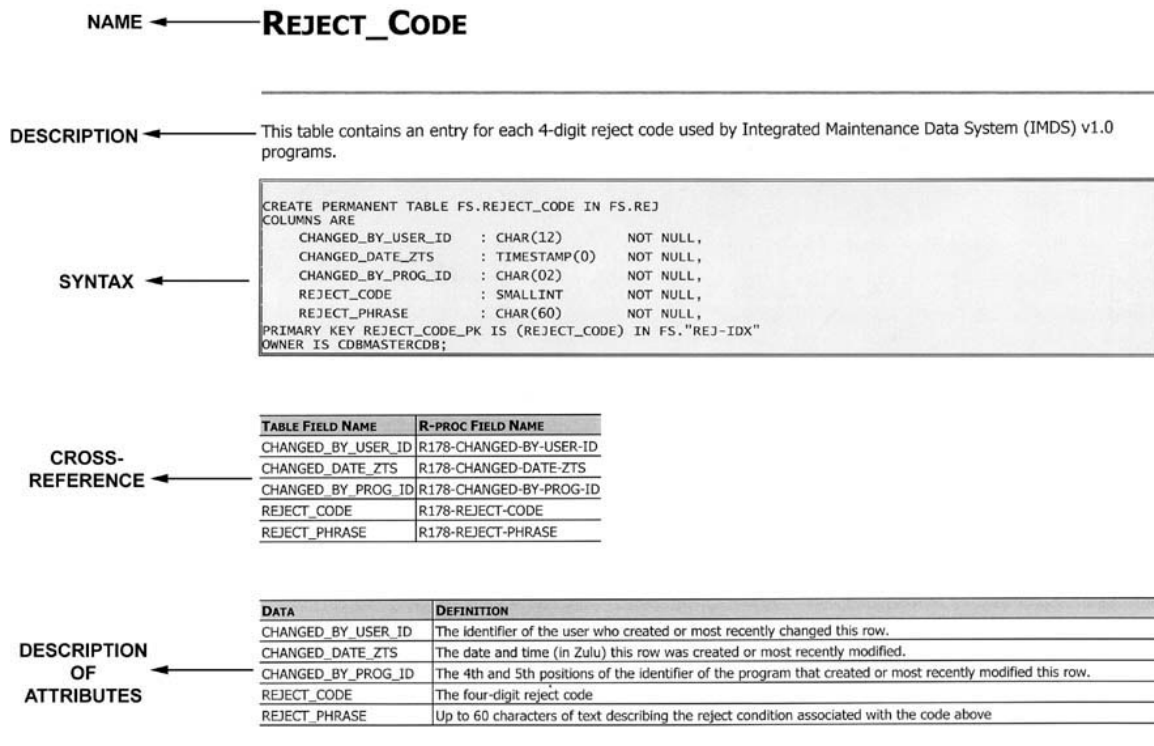 NAME
REJECT_CODE
DESCRIPTION
This table contains an entry for each 4-digit reject code used by Integrated Maintenance Data System (IMDS) v1.0
programs.
SYNTAX
CREATE PERMANENT TABLE FS.REJECT_CODE IN FS.REJ
COLUMNS ARE
CHANGED_BY_USER_ID : CHAR(12) NOT NULL,
CHANGED_DATE_ZTS : TIMESTAMP(0) NOT NULL,
CHANGED_BY_PROG_ID : CHAR(02) NOT NULL,
REJECT_CODE : SMALLINT NOT NULL,
REJECT_PHRASE : CHAR(60) NOT NULL,
PRIMARY KEY REJECT_CODE_PK IS (REJECT_CODE) IN FS."REJ-IDX"
OWNER IS CDBMASTERCDB;
CROSS-
REFERENCE
TABLE FIELD NAME R-PROC FIELD NAME
CHANGED_BY_USER_ID R178-CHANGED-BY-USER-ID
CHANGED_DATE_ZTS R178-CHANGED-DATE-ZTS
CHANGED_BY_PROG_ID R178-CHANGED-BY-PROG-ID
REJECT_CODE R178-REJECT-CODE
REJECT_PHRASE R178-REJECT-PHRASE
DESCRIPTION
OF
ATTRIBUTES
DATA DEFINITION
CHANGED_BY_USER_ID The identifier of the user who created or most recently changed this row.
CHANGED_DATE_ZTS The date and time (in Zulu) this row was created or most recently modified.
CHANGED_BY_PROG_ID The 4th and 5th positions of the identifier of the program that created or most recently modified this row.
REJECT_CODE The four-digit reject code
REJECT_PHRASE Up to 60 characters of text describing the reject condition associated with the code above